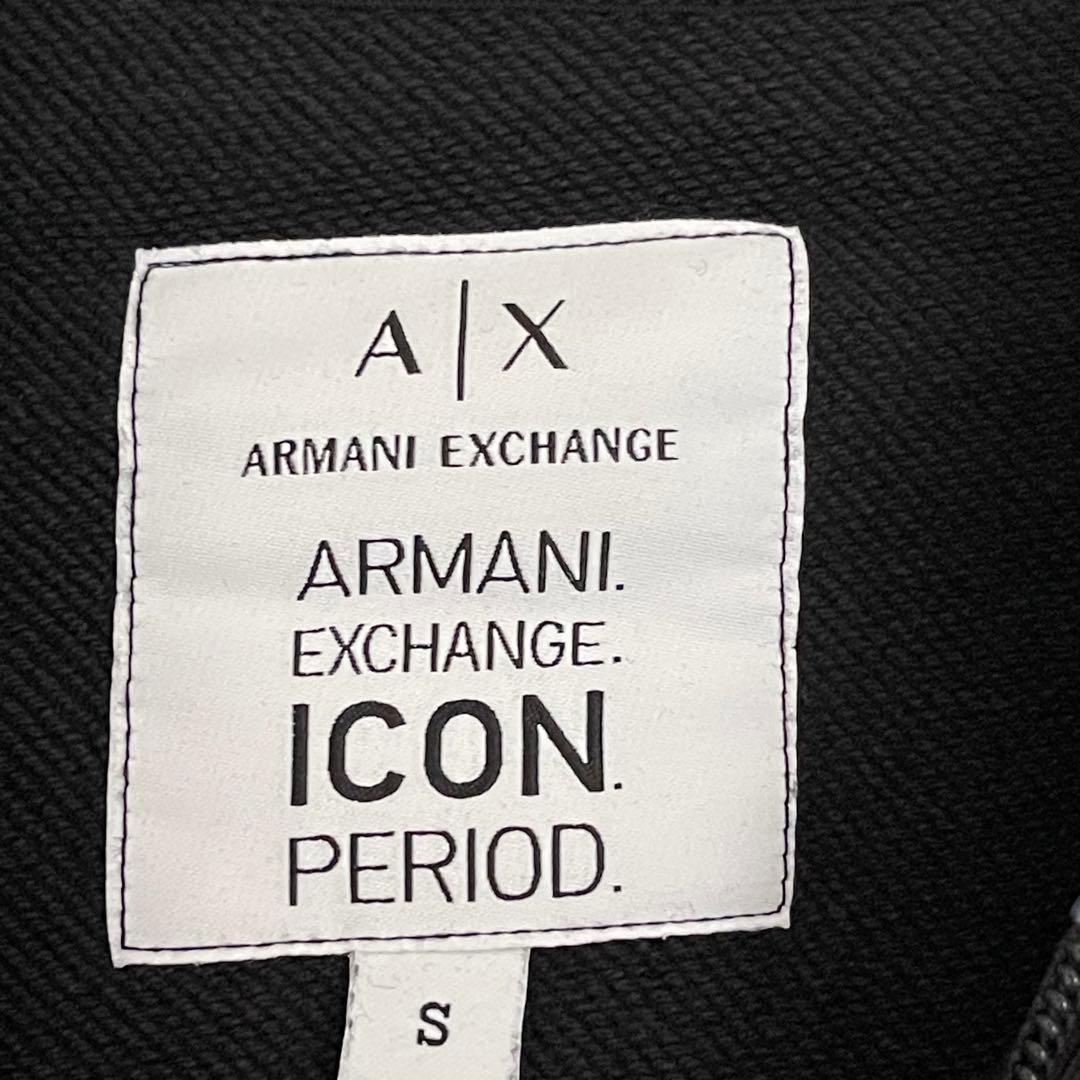 A|X
ARMANI EXCHANGE
ARMANI.
EXCHANGE.
ICON.
PERIOD.
S